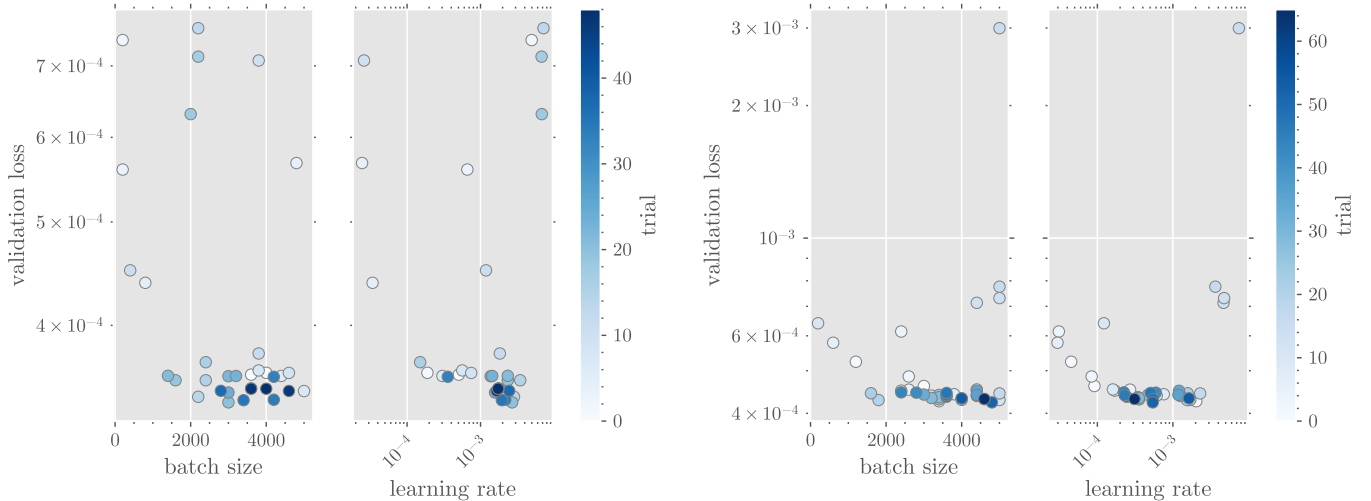 7 × 10⁻⁴
6 × 10⁻⁴
5 × 10⁻⁴
4 × 10⁻⁴
validation loss
0 2000 4000
batch size
10⁻⁴ 10⁻³
learning rate
40
30
20
10
0
trial
3 × 10⁻³
2 × 10⁻³
10⁻³
6 × 10⁻⁴
4 × 10⁻⁴
validation loss
0 2000 4000
batch size
10⁻⁴ 10⁻³
learning rate
60
50
40
30
20
10
0
trial